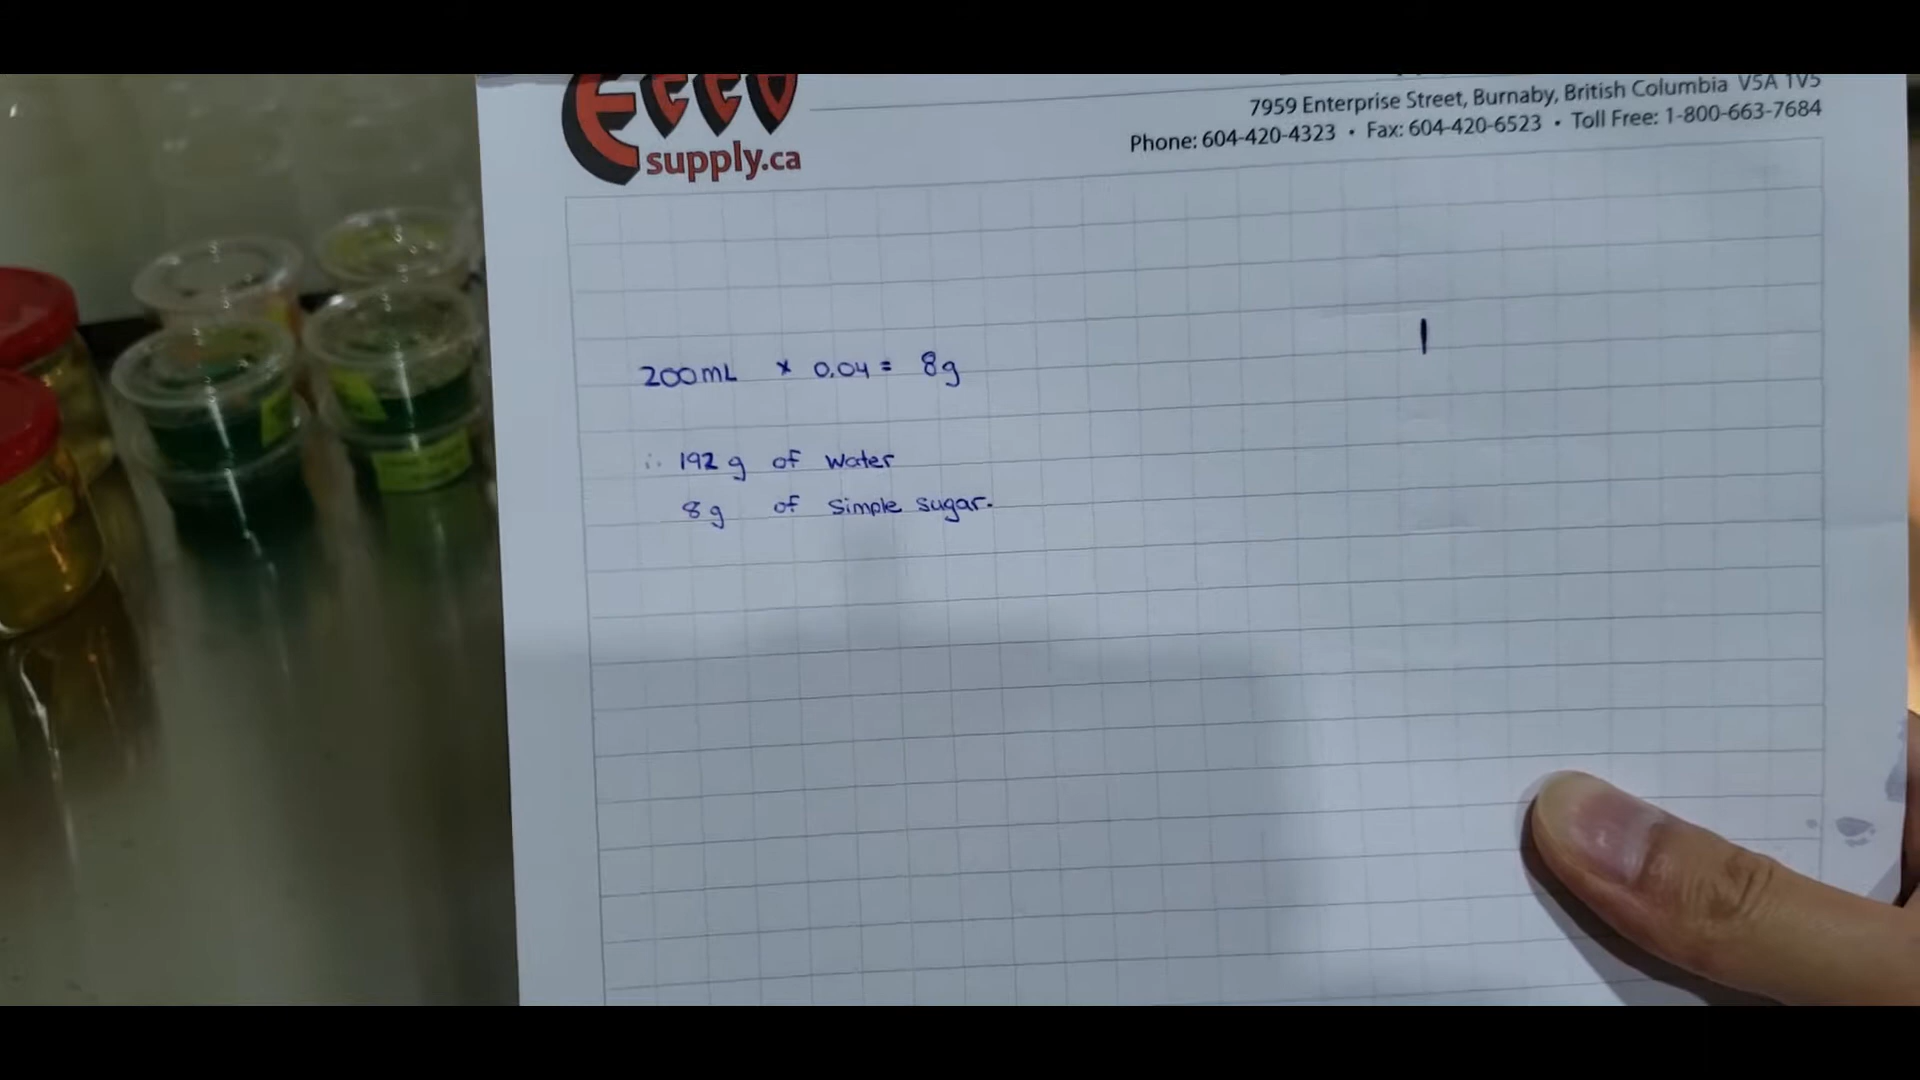 supply.ca
7959 Enterprise Street, Burnaby, British Columbia V5A 1V5
Phone: 604-420-4323 • Fax: 604-420-6523 • Toll Free: 1-800-663-7684
200mL × 0.04 = 8g
∴ 192 g of water
8g of simple sugar.